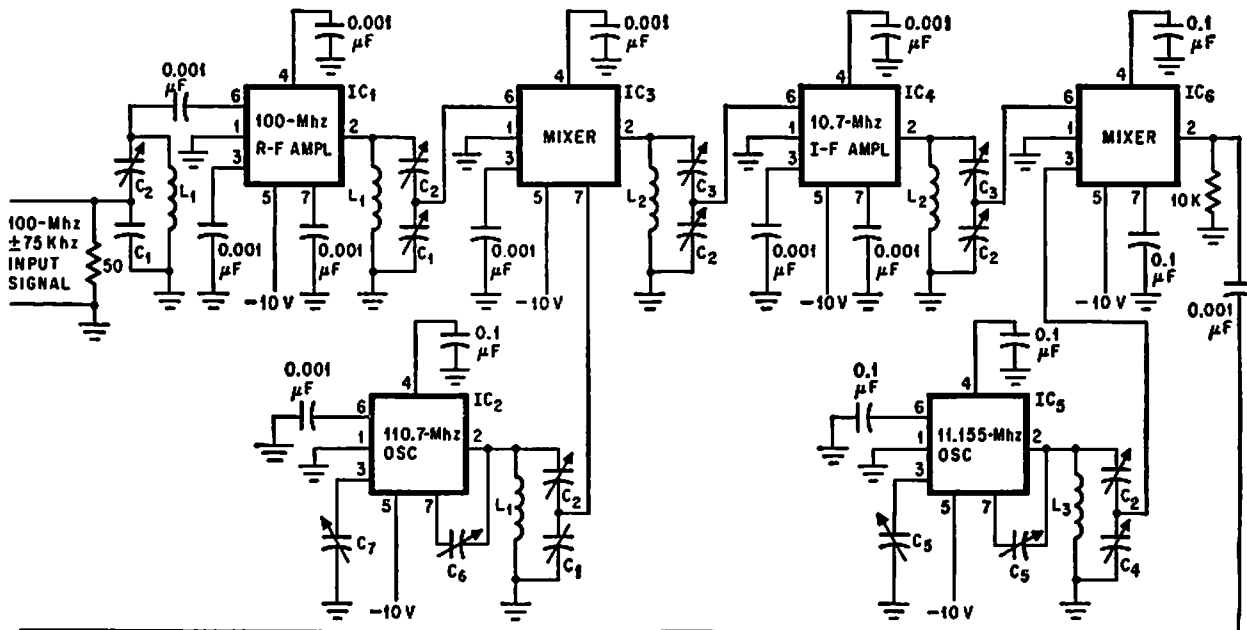 0.001
µF
0.001
µF
0.001
µF
0.1
µF
0.001
µF
4
4
4
4
IC1
IC3
IC4
IC6
6
1
3
100-Mhz
R-F AMPL
2
5
7
6
1
3
MIXER
2
5
7
6
1
3
10.7-Mhz
I-F AMPL
2
5
7
6
1
3
MIXER
2
5
7
C2
L1
C1
100-Mhz
±75 Khz
INPUT
SIGNAL
50
0.001
µF
-10 V
0.001
µF
L1
C2
C1
0.001
µF
-10 V
L2
C3
C2
0.001
µF
-10 V
0.001
µF
L2
C3
C2
-10 V
0.1
µF
10K
0.001
µF
0.1
µF
4
0.001
µF
IC2
6
1
3
110.7-Mhz
OSC
2
5
7
C7
-10 V
C6
L1
C2
C1
0.1
µF
4
0.1
µF
IC5
6
1
3
11.155-Mhz
OSC
2
5
7
C5
-10 V
C5
L3
C2
C4